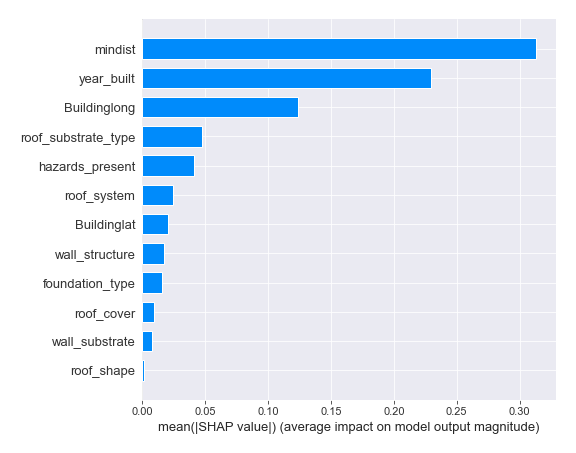 mindist
year_built
Buildinglong
roof_substrate_type
hazards_present
roof_system
Buildinglat
wall_structure
foundation_type
roof_cover
wall_substrate
roof_shape
0.00 0.05 0.10 0.15 0.20 0.25 0.30
mean(|SHAP value|) (average impact on model output magnitude)